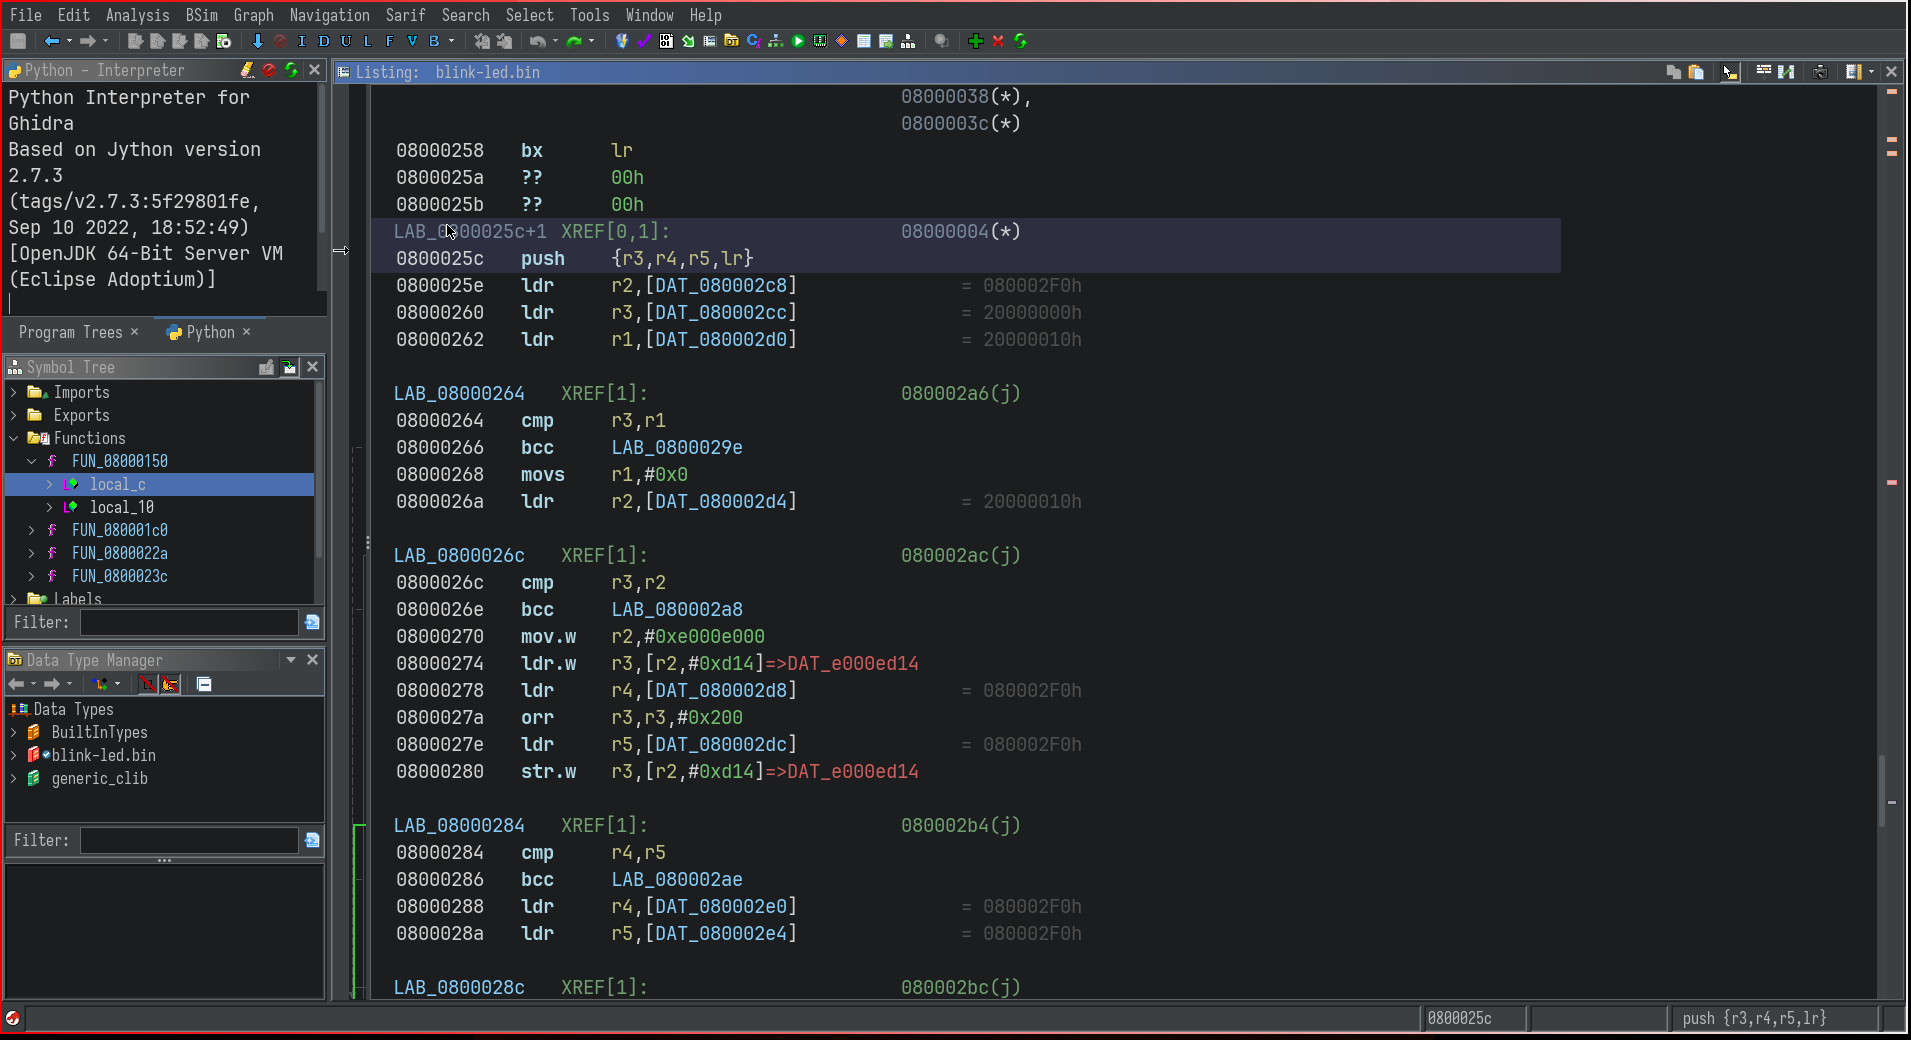 File Edit Analysis BSim Graph Navigation Sarif Search Select Tools Window Help
I D U L F V B
Python - Interpreter
Python Interpreter for
Ghidra
Based on Jython version
2.7.3
(tags/v2.7.3:5f29801fe,
Sep 10 2022, 18:52:49)
[OpenJDK 64-Bit Server VM
(Eclipse Adoptium)]
Program Trees × Python ×
Symbol Tree
Imports
Exports
Functions
FUN_08000150
local_c
local_10
FUN_080001c0
FUN_0800022a
FUN_0800023c
Labels
Filter:
Data Type Manager
Data Types
BuiltInTypes
blink-led.bin
generic_clib
Filter:
Listing: blink-led.bin
08000038(*),
0800003c(*)
08000258 bx lr
0800025a ?? 00h
0800025b ?? 00h
LAB_0800025c+1 XREF[0,1]: 08000004(*)
0800025c push {r3,r4,r5,lr}
0800025e ldr r2,[DAT_080002c8] = 080002F0h
08000260 ldr r3,[DAT_080002cc] = 20000000h
08000262 ldr r1,[DAT_080002d0] = 20000010h
LAB_08000264 XREF[1]: 080002a6(j)
08000264 cmp r3,r1
08000266 bcc LAB_0800029e
08000268 movs r1,#0x0
0800026a ldr r2,[DAT_080002d4] = 20000010h
LAB_0800026c XREF[1]: 080002ac(j)
0800026c cmp r3,r2
0800026e bcc LAB_080002a8
08000270 mov.w r2,#0xe000e000
08000274 ldr.w r3,[r2,#0xd14]=>DAT_e000ed14
08000278 ldr r4,[DAT_080002d8] = 080002F0h
0800027a orr r3,r3,#0x200
0800027e ldr r5,[DAT_080002dc] = 080002F0h
08000280 str.w r3,[r2,#0xd14]=>DAT_e000ed14
LAB_08000284 XREF[1]: 080002b4(j)
08000284 cmp r4,r5
08000286 bcc LAB_080002ae
08000288 ldr r4,[DAT_080002e0] = 080002F0h
0800028a ldr r5,[DAT_080002e4] = 080002F0h
LAB_0800028c XREF[1]: 080002bc(j)
0800025c
push {r3,r4,r5,lr}